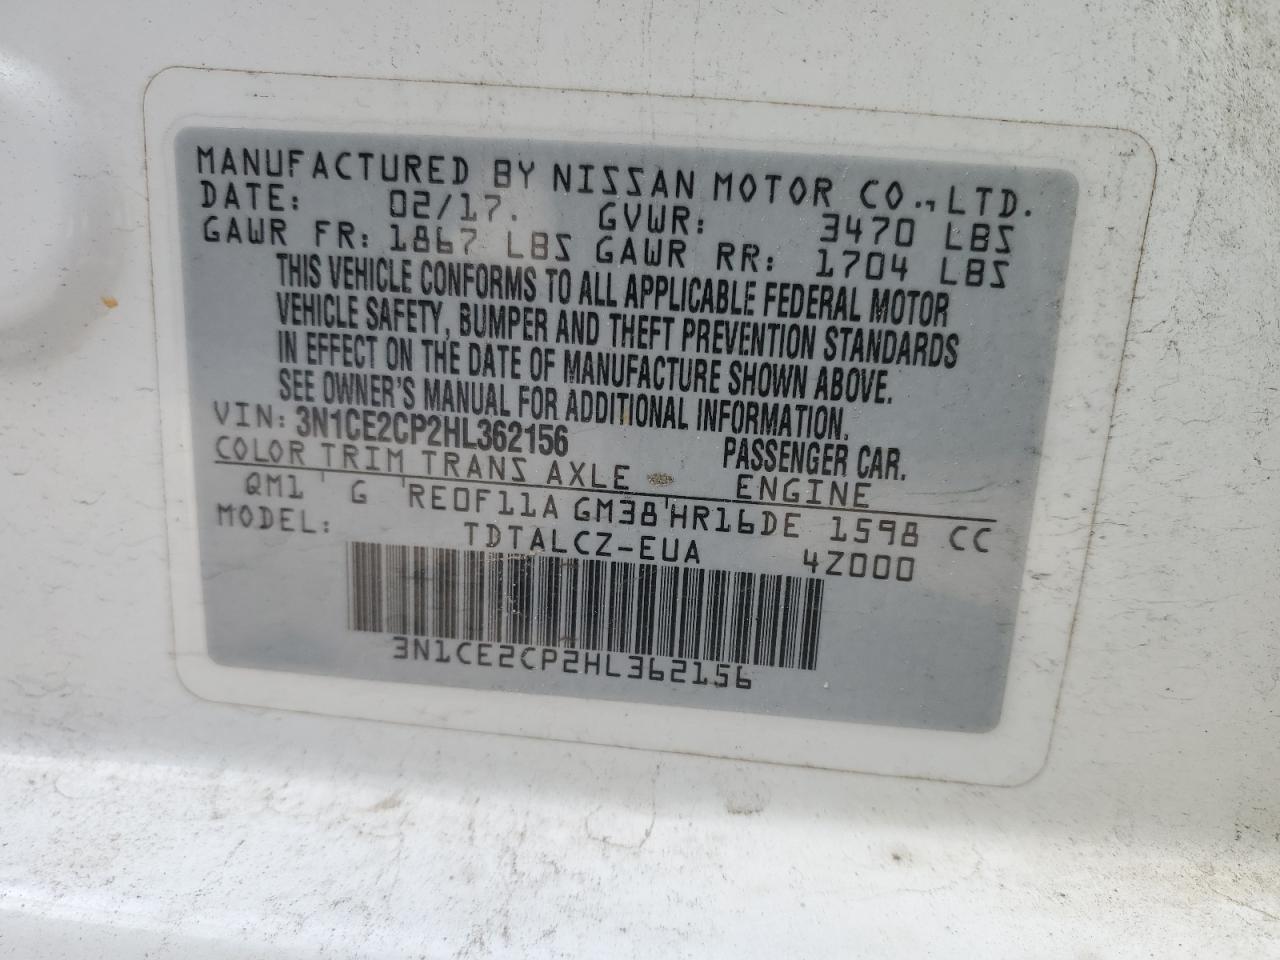 MANUFACTURED BY NISSAN MOTOR CO., LTD.
DATE: 02/17. GVWR: 3470 LBS
GAWR FR: 1867 LBS GAWR RR: 1704 LBS
THIS VEHICLE CONFORMS TO ALL APPLICABLE FEDERAL MOTOR
VEHICLE SAFETY, BUMPER AND THEFT PREVENTION STANDARDS
IN EFFECT ON THE DATE OF MANUFACTURE SHOWN ABOVE.
SEE OWNER'S MANUAL FOR ADDITIONAL INFORMATION.
VIN: 3N1CE2CP2HL362156 PASSENGER CAR.
COLOR TRIM TRANS AXLE ENGINE
QM1 G RE0F11A GM38 HR16DE 1598 CC
MODEL: TDTALCZ-EUA 4Z000
3N1CE2CP2HL362156